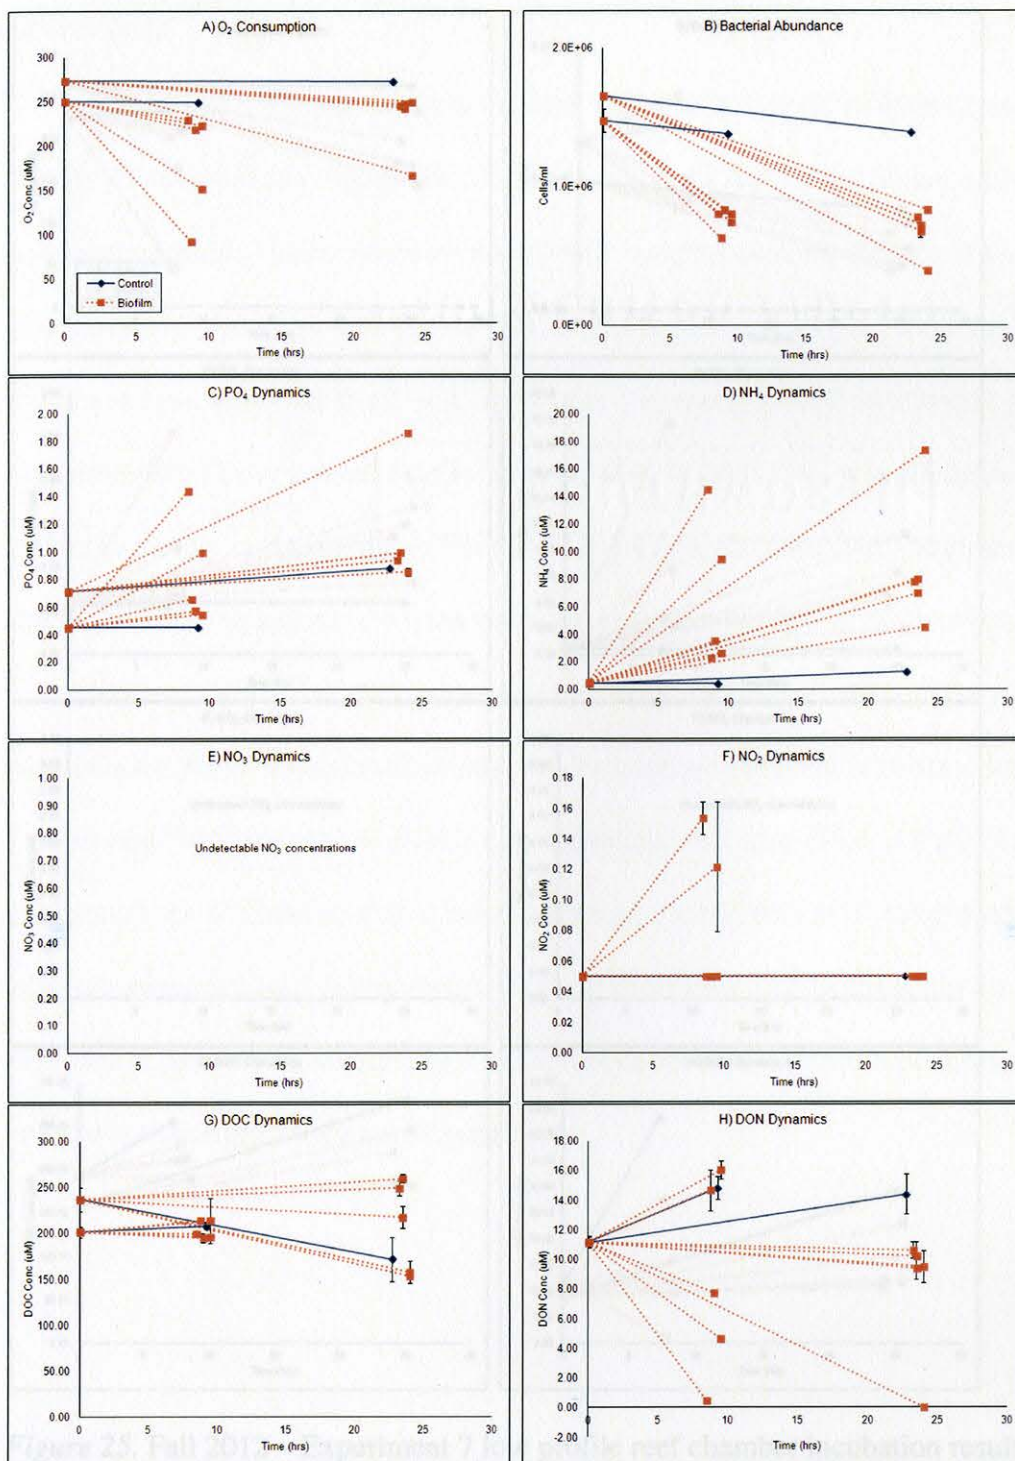 A) O₂ Consumption
300
250
200
150
100
50
0
O₂ Conc (uM)
Control
Biofilm
0 5 10 15 20 25 30
Time (hrs)
B) Bacterial Abundance
2.0E+06
1.0E+06
0.0E+00
Cells/ml
0 5 10 15 20 25 30
Time (hrs)
C) PO₄ Dynamics
2.00
1.80
1.60
1.40
1.20
1.00
0.80
0.60
0.40
0.20
0.00
PO₄ Conc (uM)
0 5 10 15 20 25 30
Time (hrs)
D) NH₄ Dynamics
20.00
18.00
16.00
14.00
12.00
10.00
8.00
6.00
4.00
2.00
0.00
NH₄ Conc (uM)
0 5 10 15 20 25 30
Time (hrs)
E) NO₃ Dynamics
1.00
0.90
0.80
0.70
0.60
0.50
0.40
0.30
0.20
0.10
0.00
NO₃ Conc (uM)
Undetectable NO₃ concentrations
0 5 10 15 20 25 30
Time (hrs)
F) NO₂ Dynamics
0.18
0.16
0.14
0.12
0.10
0.08
0.06
0.04
0.02
0.00
NO₂ Conc (uM)
0 5 10 15 20 25 30
Time (hrs)
G) DOC Dynamics
300.00
250.00
200.00
150.00
100.00
50.00
0.00
DOC Conc (uM)
0 5 10 15 20 25 30
Time (hrs)
H) DON Dynamics
18.00
16.00
14.00
12.00
10.00
8.00
6.00
4.00
2.00
0.00
-2.00
DON Conc (uM)
0 5 10 15 20 25 30
Time (hrs)
Figure 25. Fall 2012 - Experiment 7 low profile reef chamber incubation result